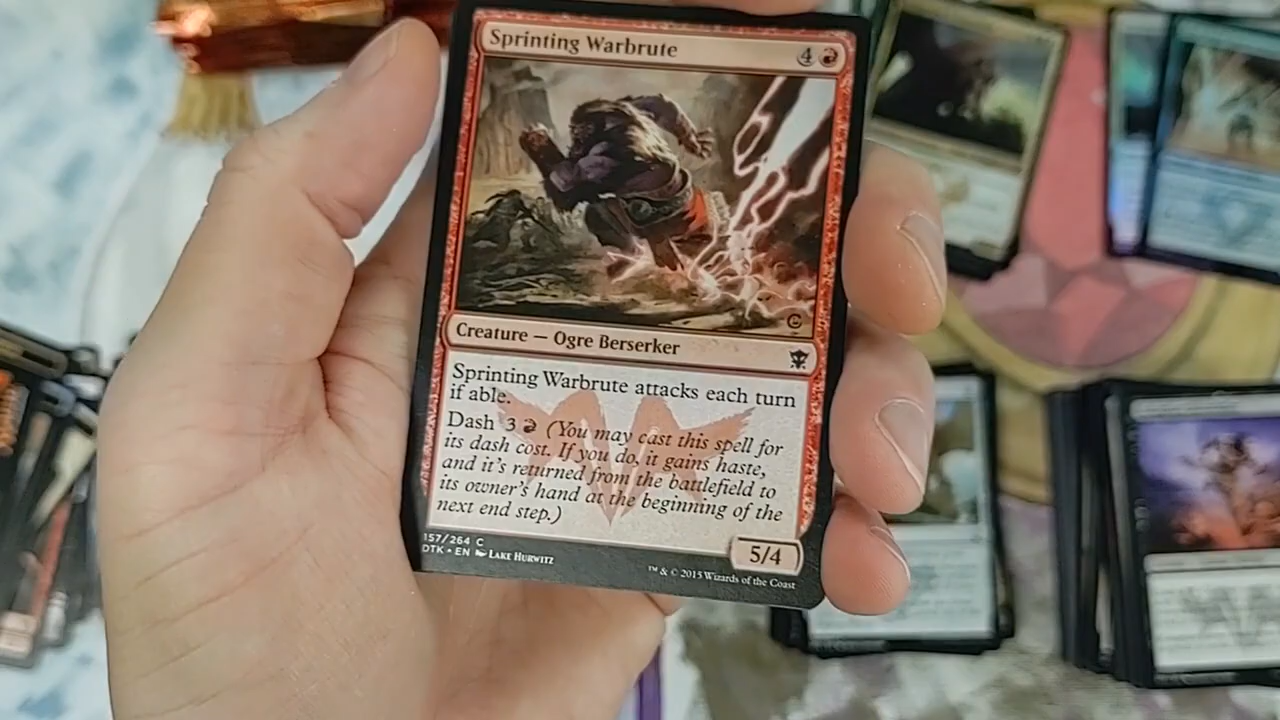 Sprinting Warbrute 4
Creature — Ogre Berserker
Sprinting Warbrute attacks each turn
if able.
Dash 3 (You may cast this spell for
its dash cost. If you do, it gains haste,
and it's returned from the battlefield to
its owner's hand at the beginning of the
next end step.)
5/4
157/264 C
DTK • EN LAKE HURWITZ
™ & © 2015 Wizards of the Coast